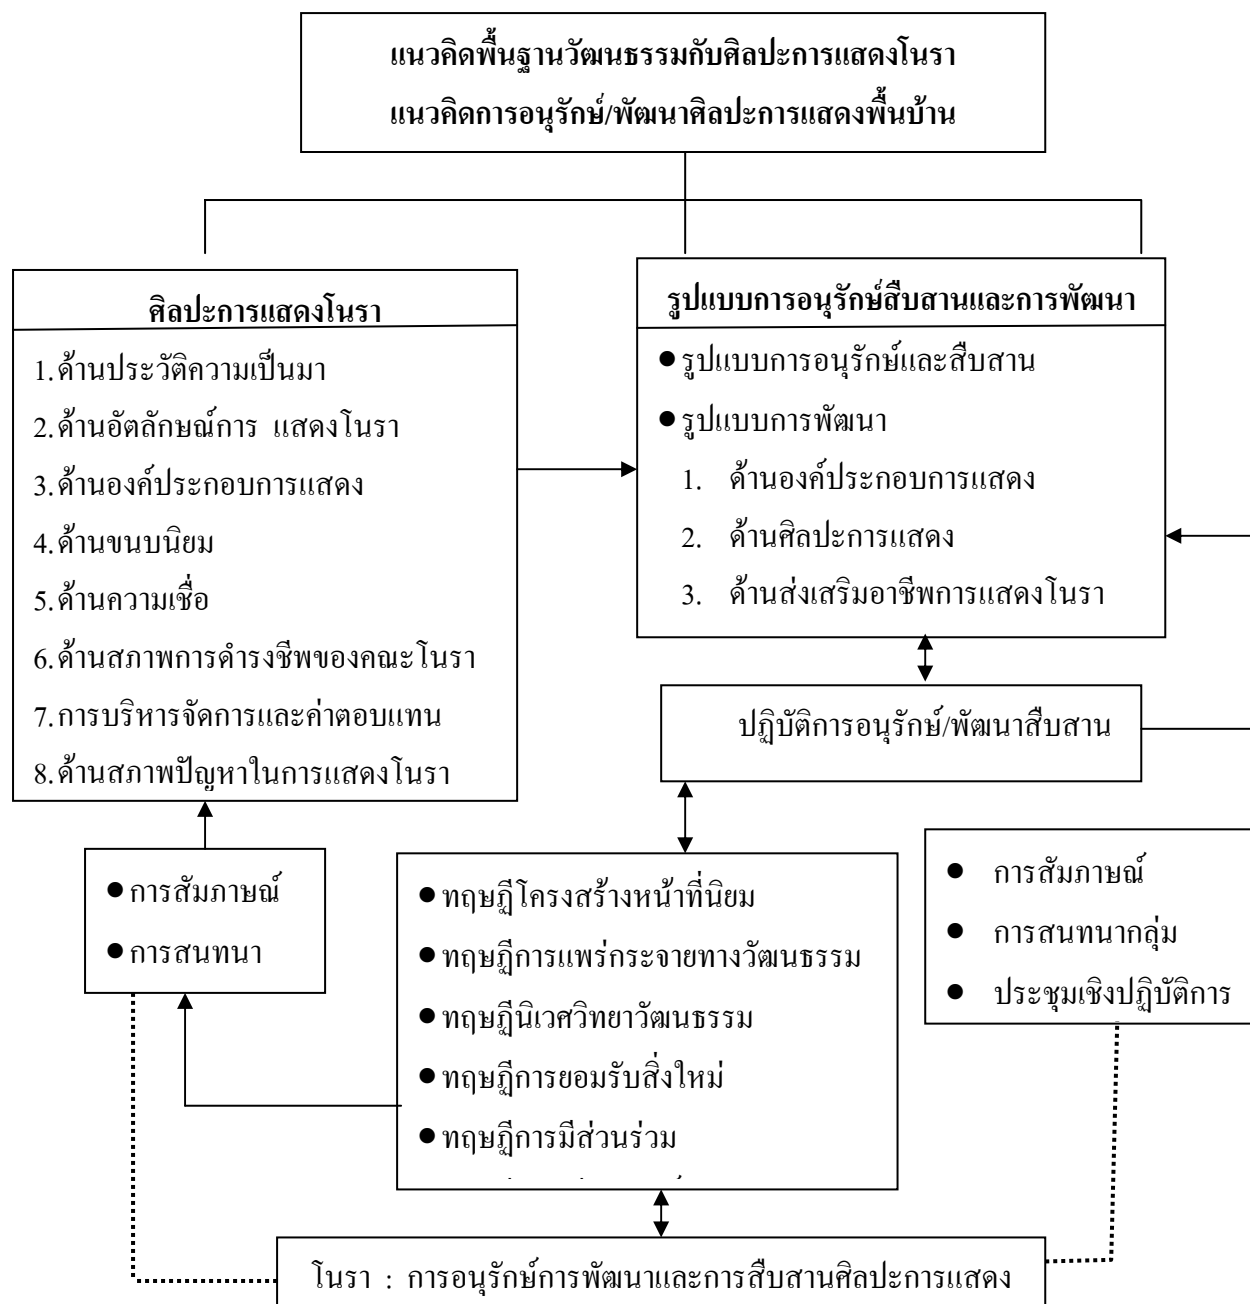 แนวคิดพื้นฐานวัฒนธรรมกับศิลปะการแสดงโนรา
แนวคิดการอนุรักษ์/พัฒนาศิลปะการแสดงพื้นบ้าน
ศิลปะการแสดงโนรา
1.ด้านประวัติความเป็นมา
2.ด้านอัตลักษณ์การ แสดงโนรา
3.ด้านองค์ประกอบการแสดง
4.ด้านขนบนิยม
5.ด้านความเชื่อ
6.ด้านสภาพการดำรงชีพของคณะโนรา
7.การบริหารจัดการและค่าตอบแทน
8.ด้านสภาพปัญหาในการแสดงโนรา
รูปแบบการอนุรักษ์สืบสานและการพัฒนา
● รูปแบบการอนุรักษ์และสืบสาน
● รูปแบบการพัฒนา
1. ด้านองค์ประกอบการแสดง
2. ด้านศิลปะการแสดง
3. ด้านส่งเสริมอาชีพการแสดงโนรา
ปฏิบัติการอนุรักษ์/พัฒนาสืบสาน
● การสัมภาษณ์
● การสนทนา
● ทฤษฎีโครงสร้างหน้าที่นิยม
● ทฤษฎีการแพร่กระจายทางวัฒนธรรม
● ทฤษฎีนิเวศวิทยาวัฒนธรรม
● ทฤษฎีการยอมรับสิ่งใหม่
● ทฤษฎีการมีส่วนร่วม
● การสัมภาษณ์
● การสนทนากลุ่ม
● ประชุมเชิงปฏิบัติการ
โนรา : การอนุรักษ์การพัฒนาและการสืบสานศิลปะการแสดง